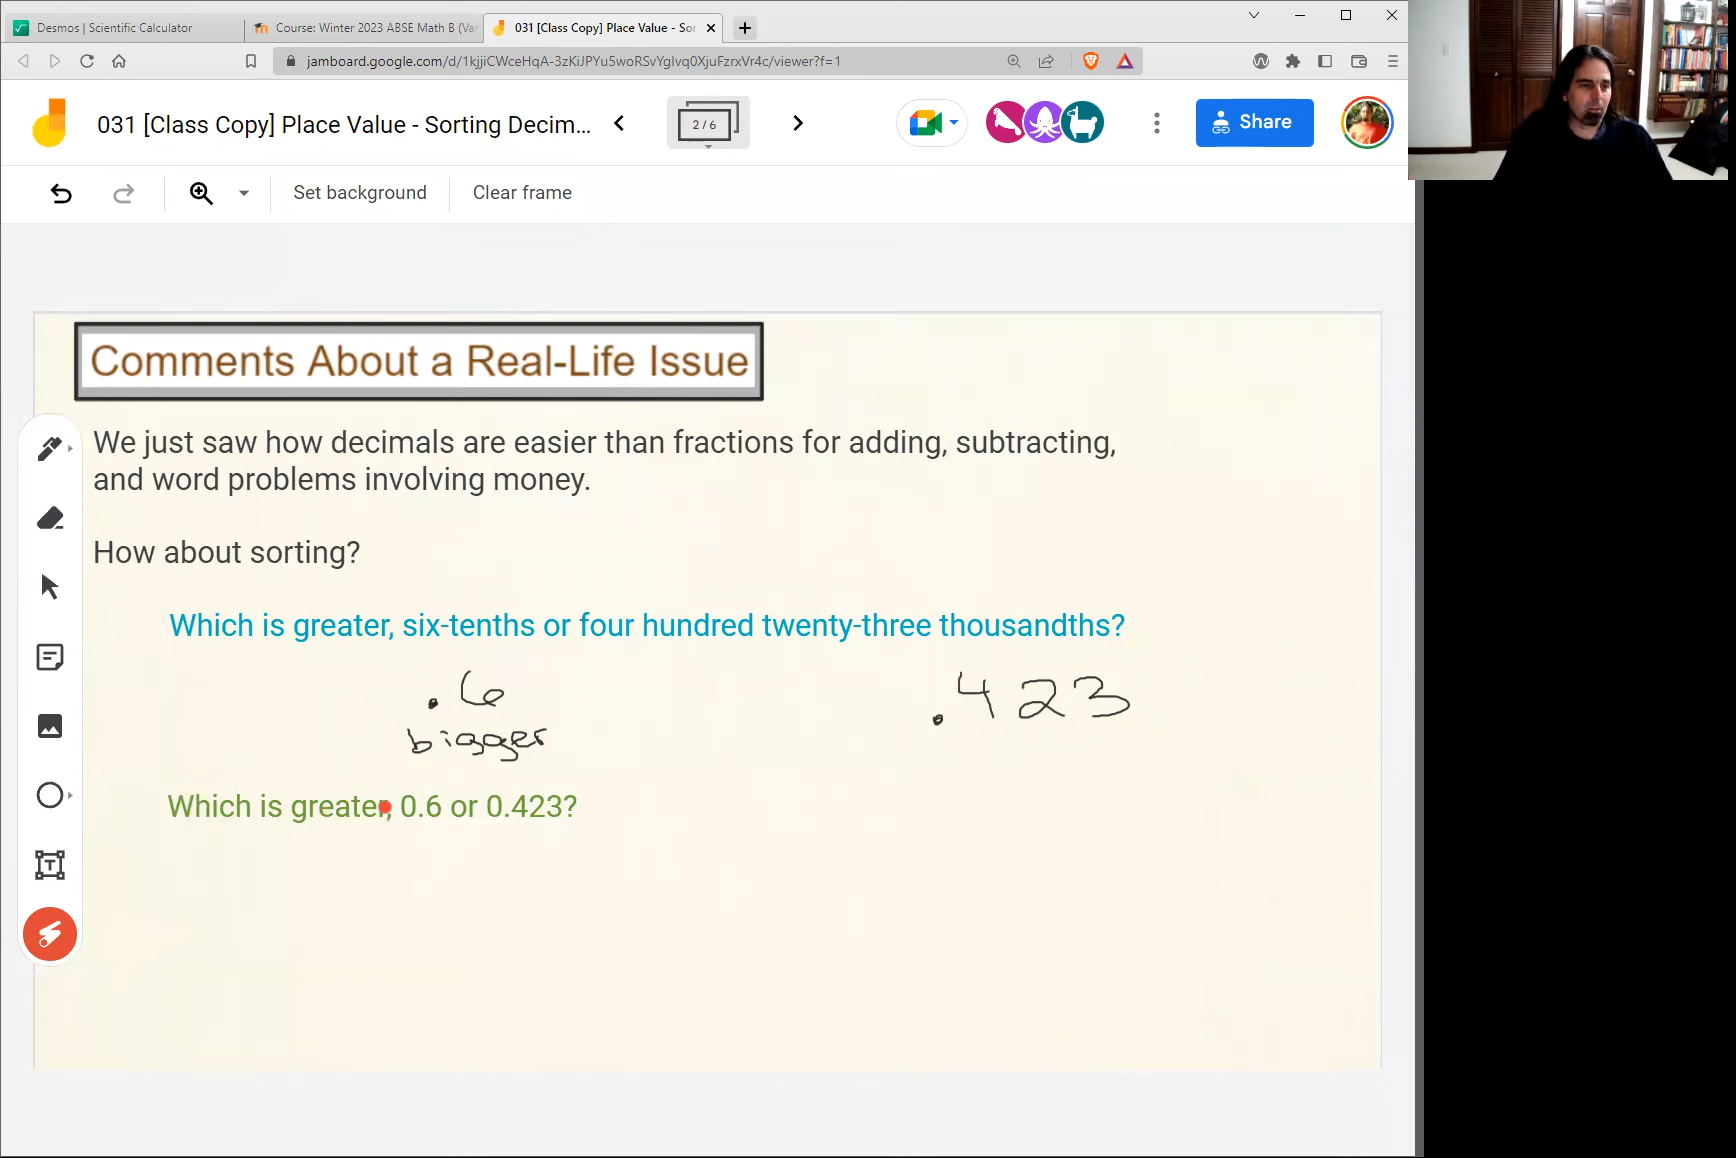 Desmos | Scientific Calculator
Course: Winter 2023 ABSE Math B (Va
031 [Class Copy] Place Value - Sor
jamboard.google.com/d/1kjjiCWceHqA-3zKiJPYu5woRSvYglvq0XjuFzrxVr4c/viewer?f=1
031 [Class Copy] Place Value - Sorting Decim...
2 / 6
Share
Set background
Clear frame
Comments About a Real-Life Issue
We just saw how decimals are easier than fractions for adding, subtracting,
and word problems involving money.
How about sorting?
Which is greater, six-tenths or four hundred twenty-three thousandths?
.6 .423
bigger
Which is greater, 0.6 or 0.423?